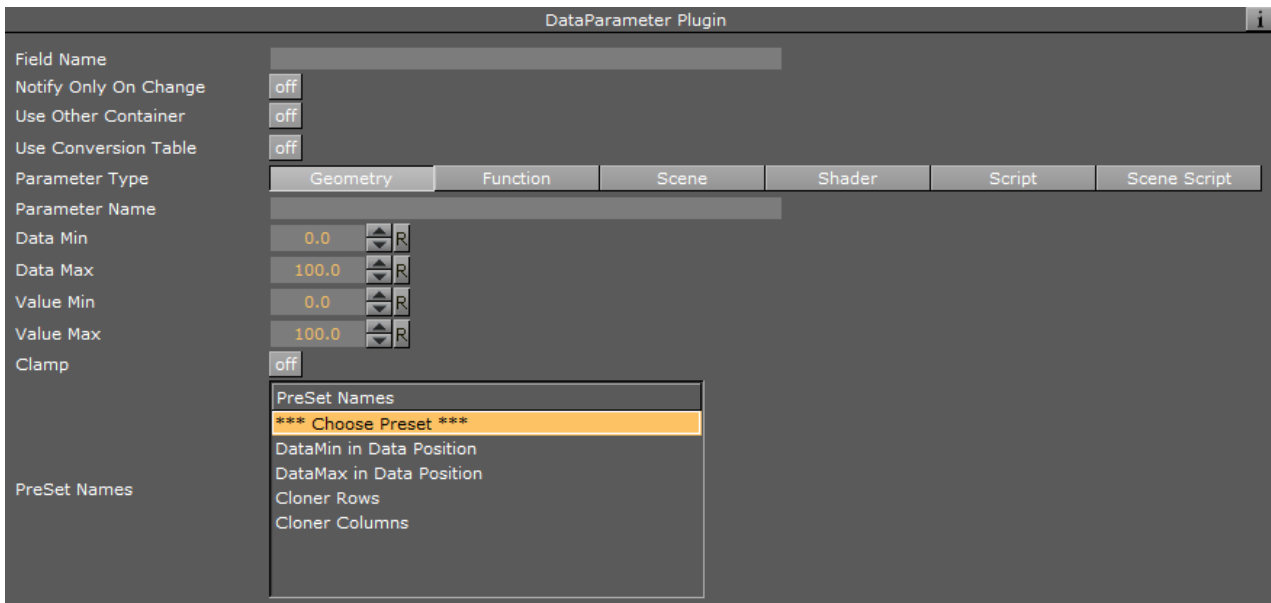 DataParameter Plugin i
Field Name
Notify Only On Change off
Use Other Container off
Use Conversion Table off
Parameter Type Geometry Function Scene Shader Script Scene Script
Parameter Name
Data Min 0.0 R
Data Max 100.0 R
Value Min 0.0 R
Value Max 100.0 R
Clamp off
PreSet Names
*** Choose Preset ***
DataMin in Data Position
DataMax in Data Position
PreSet Names
Cloner Rows
Cloner Columns